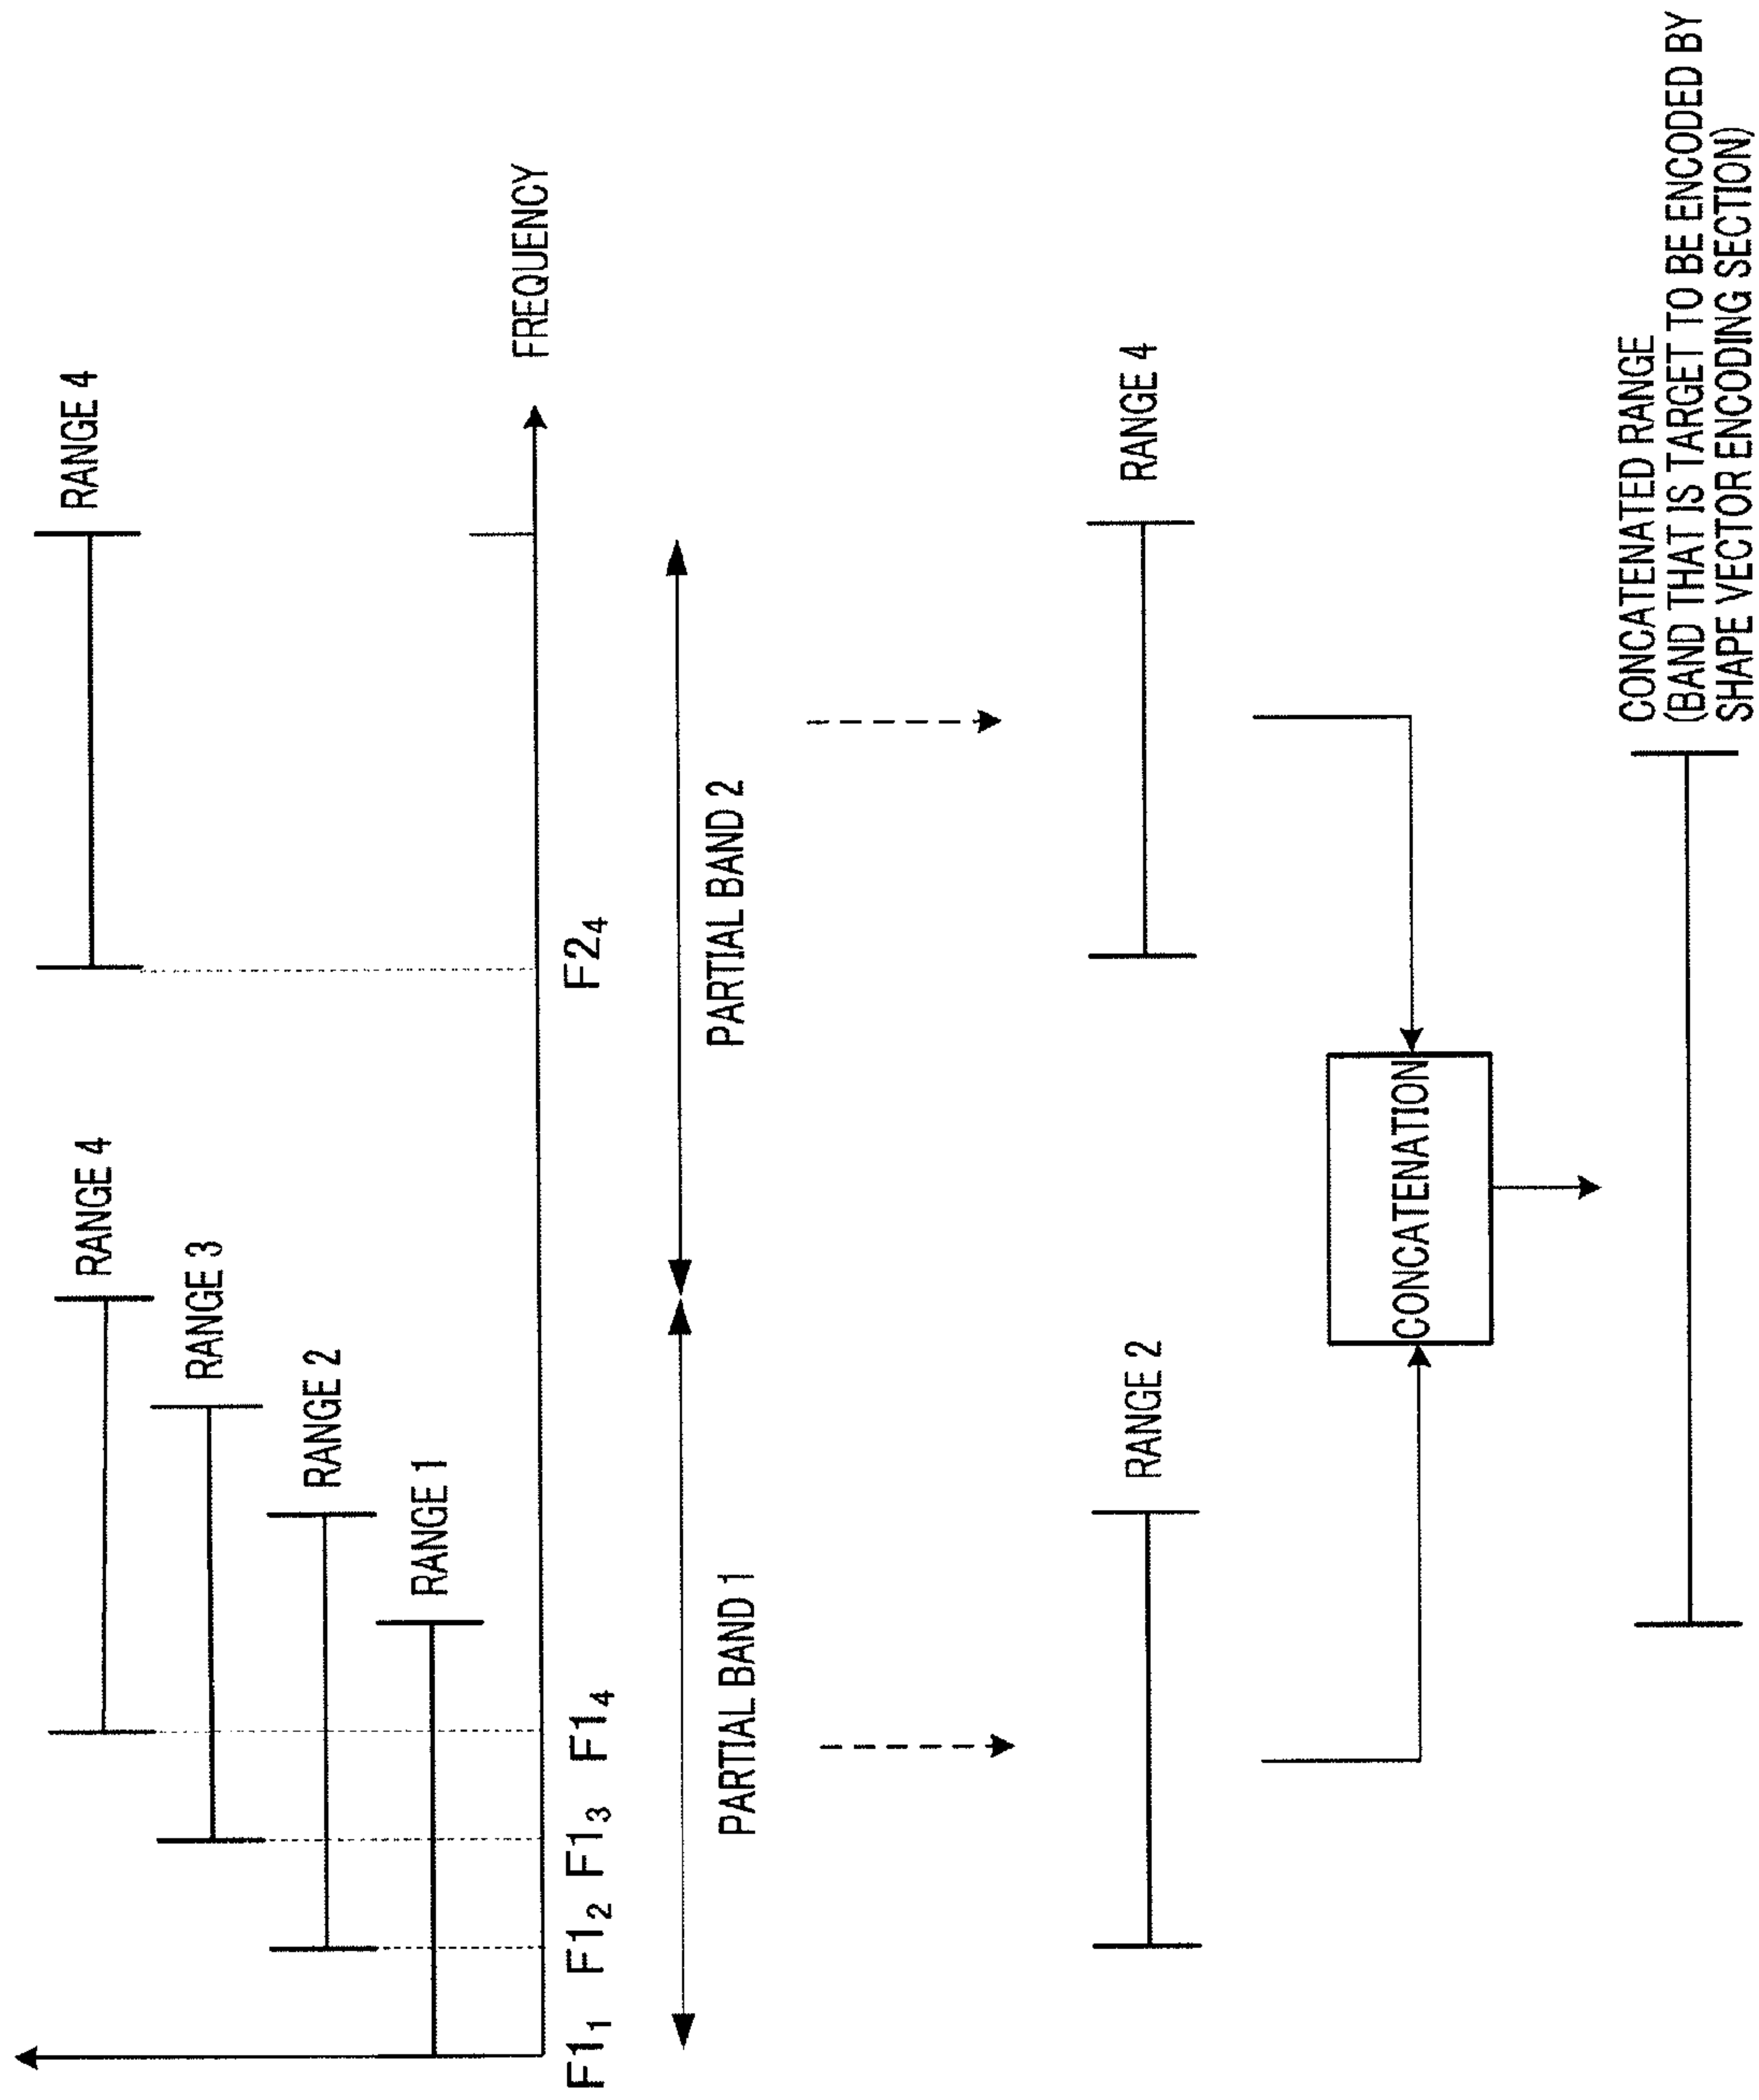 RANGE 4
RANGE 4
RANGE 3
RANGE 2
RANGE 1
FREQUENCY
F1₁ F1₂ F1₃ F1₄ F2₄
PARTIAL BAND 1
PARTIAL BAND 2
RANGE 2
RANGE 4
CONCATENATION
CONCATENATED RANGE
(BAND THAT IS TARGET TO BE ENCODED BY
SHAPE VECTOR ENCODING SECTION)